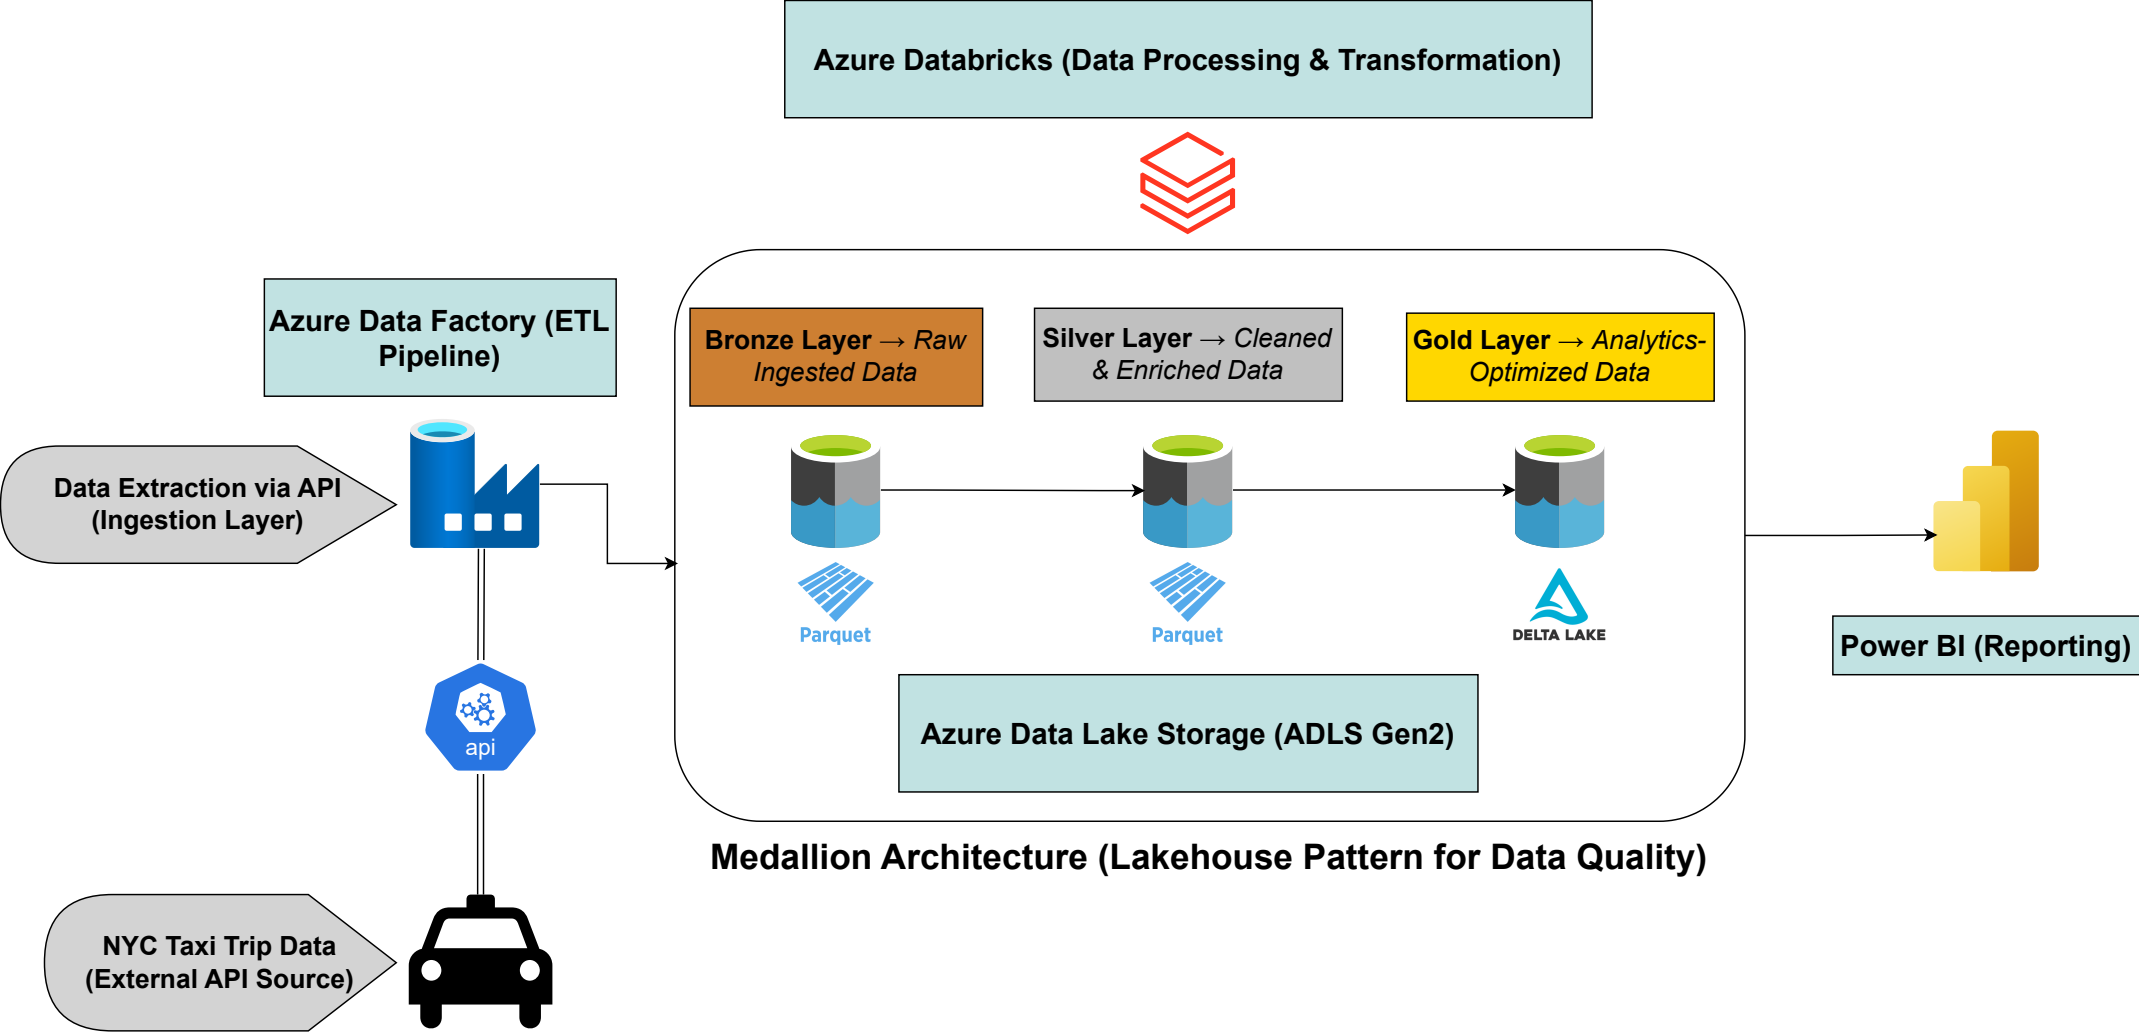 Azure Databricks (Data Processing & Transformation)
Azure Data Factory (ETL
Pipeline)
Bronze Layer → Raw
Ingested Data
Silver Layer → Cleaned
& Enriched Data
Gold Layer → Analytics-
Optimized Data
Data Extraction via API
(Ingestion Layer)
Parquet
Parquet
DELTA LAKE
Power BI (Reporting)
Azure Data Lake Storage (ADLS Gen2)
api
Medallion Architecture (Lakehouse Pattern for Data Quality)
NYC Taxi Trip Data
(External API Source)